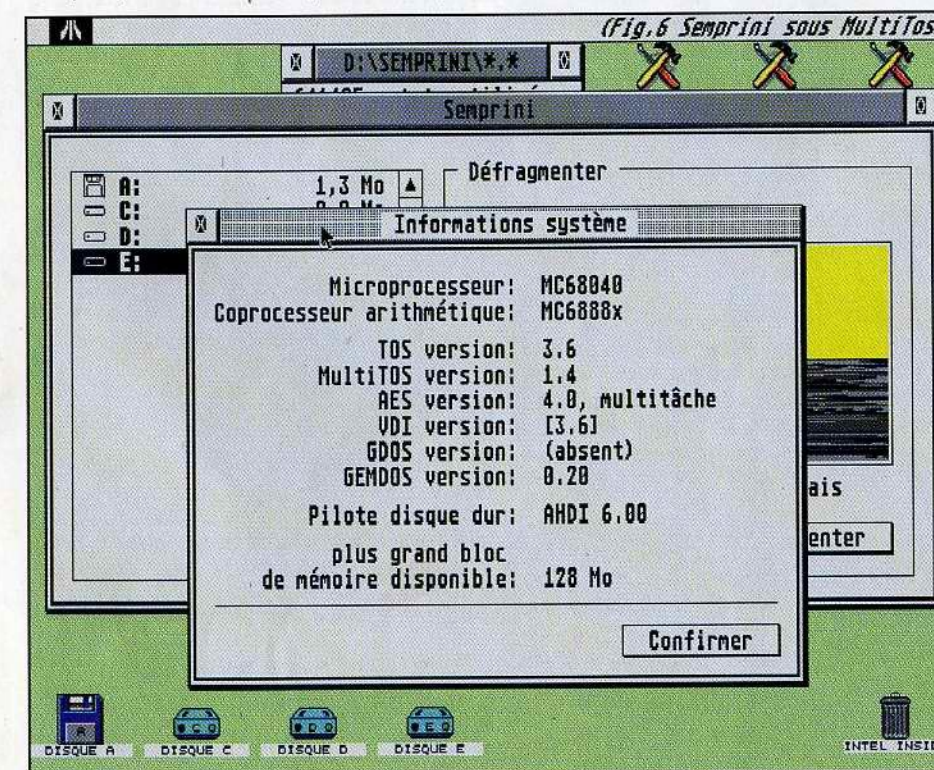 (Fig.6 Semprini sous MultiTos
D:\SEMPRINI\*.*
Semprini
A: 1,3 Mo
C:
D:
E:
Défragmenter
Informations système
Microprocesseur: MC68040
Coprocesseur arithmétique: MC6888x
TOS version: 3.6
MultiTOS version: 1.4
AES version: 4.0, multitâche
VDI version: [3.6]
GDOS version: (absent)
GEMDOS version: 0.20
Pilote disque dur: AHDI 6.00
plus grand bloc
de mémoire disponible: 128 Mo
Confirmer
ais
enter
A
DISQUE A
DISQUE C
DISQUE D
DISQUE E
INTEL INSID